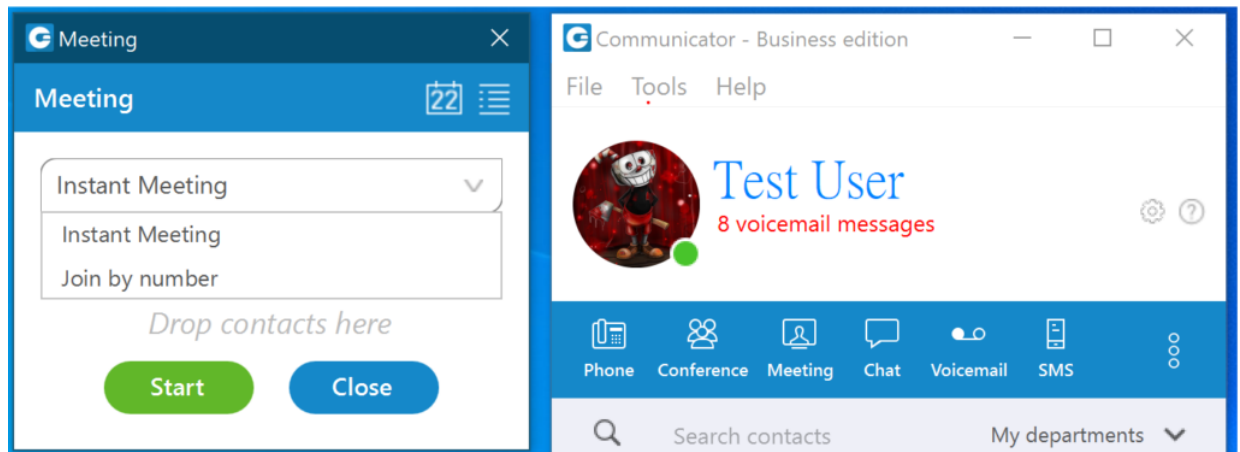 Meeting
Meeting
22
Instant Meeting
Instant Meeting
Join by number
Drop contacts here
Start Close
Communicator - Business edition
File Tools Help
Test User
8 voicemail messages
?
Phone Conference Meeting Chat Voicemail SMS
Search contacts My departments